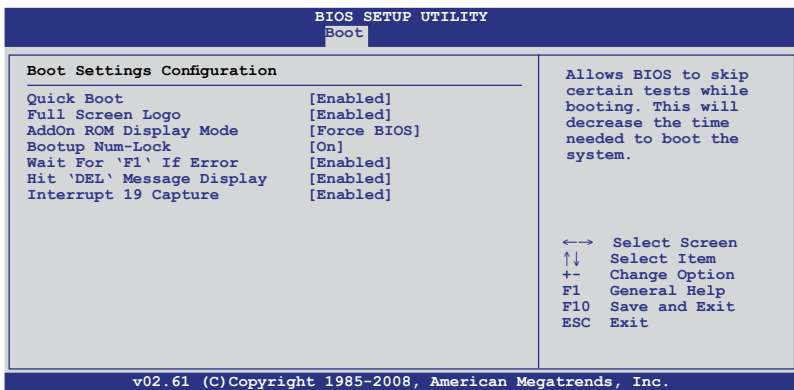 BIOS SETUP UTILITY
Boot
Boot Settings Configuration
Quick Boot [Enabled]
Full Screen Logo [Enabled]
AddOn ROM Display Mode [Force BIOS]
Bootup Num-Lock [On]
Wait For ‘F1‘ If Error [Enabled]
Hit ‘DEL‘ Message Display [Enabled]
Interrupt 19 Capture [Enabled]
Allows BIOS to skip
certain tests while
booting. This will
decrease the time
needed to boot the
system.
←→ Select Screen
↑↓ Select Item
+- Change Option
F1 General Help
F10 Save and Exit
ESC Exit
v02.61 (C)Copyright 1985-2008, American Megatrends, Inc.